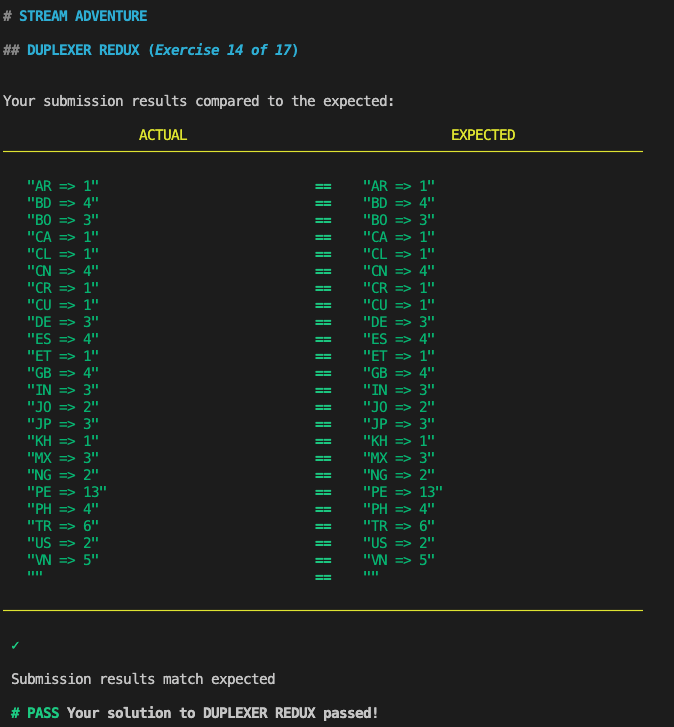 # STREAM ADVENTURE
## DUPLEXER REDUX (Exercise 14 of 17)
Your submission results compared to the expected:
ACTUAL EXPECTED
"AR => 1" == "AR => 1"
"BD => 4" == "BD => 4"
"BO => 3" == "BO => 3"
"CA => 1" == "CA => 1"
"CL => 1" == "CL => 1"
"CN => 4" == "CN => 4"
"CR => 1" == "CR => 1"
"CU => 1" == "CU => 1"
"DE => 3" == "DE => 3"
"ES => 4" == "ES => 4"
"ET => 1" == "ET => 1"
"GB => 4" == "GB => 4"
"IN => 3" == "IN => 3"
"JO => 2" == "JO => 2"
"JP => 3" == "JP => 3"
"KH => 1" == "KH => 1"
"MX => 3" == "MX => 3"
"NG => 2" == "NG => 2"
"PE => 13" == "PE => 13"
"PH => 4" == "PH => 4"
"TR => 6" == "TR => 6"
"US => 2" == "US => 2"
"VN => 5" == "VN => 5"
"" == ""
✓
Submission results match expected
# PASS Your solution to DUPLEXER REDUX passed!